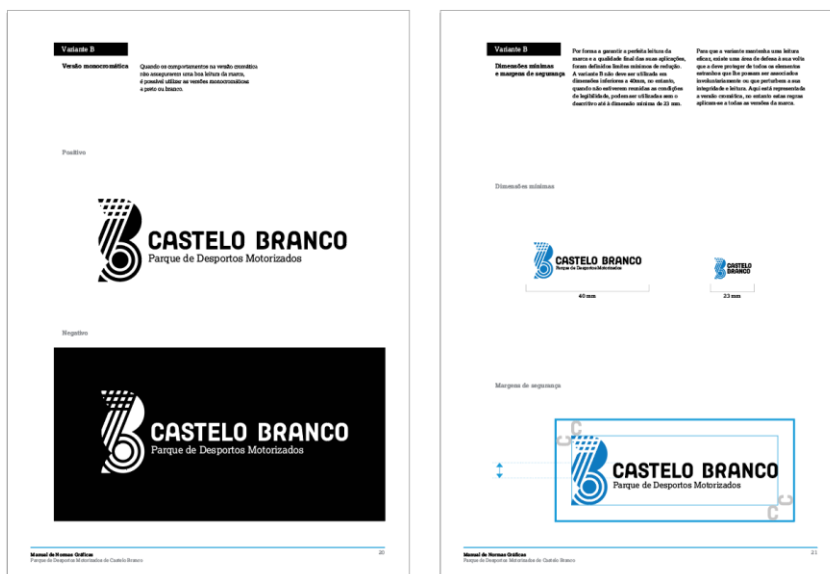 Variante B
Versão monocromática
Quando os comportamentos na versão cromática
não assegurarem uma boa leitura da marca,
é possível utilizar as versões monocromáticas
a preto ou branco.
Positivo
CASTELO BRANCO
Parque de Desportos Motorizados
Negativo
CASTELO BRANCO
Parque de Desportos Motorizados
Manual de Normas Gráficas
Parque de Desportos Motorizados de Castelo Branco
20
Variante B
Dimensões mínimas
e margens de segurança
Por forma a garantir a perfeita leitura da
marca e a qualidade final das suas aplicações,
foram definidos limites mínimos de redução.
A variante B não deve ser utilizada em
dimensões inferiores a 40mm, no entanto,
quando não estiverem reunidas as condições
de legibilidade, podem ser utilizadas sem o
descritivo até à dimensão mínima de 23 mm.
Para que a variante mantenha uma leitura
eficaz, existe uma área de defesa à sua volta
que a deve proteger de todos os elementos
estranhos que lhe possam ser associados
involuntariamente ou que perturbem a sua
integridade e leitura. Aqui está representada
a versão cromática, no entanto estas regras
aplicam-se a todas as versões da marca.
Dimensões mínimas
CASTELO BRANCO
Parque de Desportos Motorizados
40 mm
CASTELO
BRANCO
23 mm
Margens de segurança
C
C
CASTELO BRANCO
Parque de Desportos Motorizados
C
C
Manual de Normas Gráficas
Parque de Desportos Motorizados de Castelo Branco
21